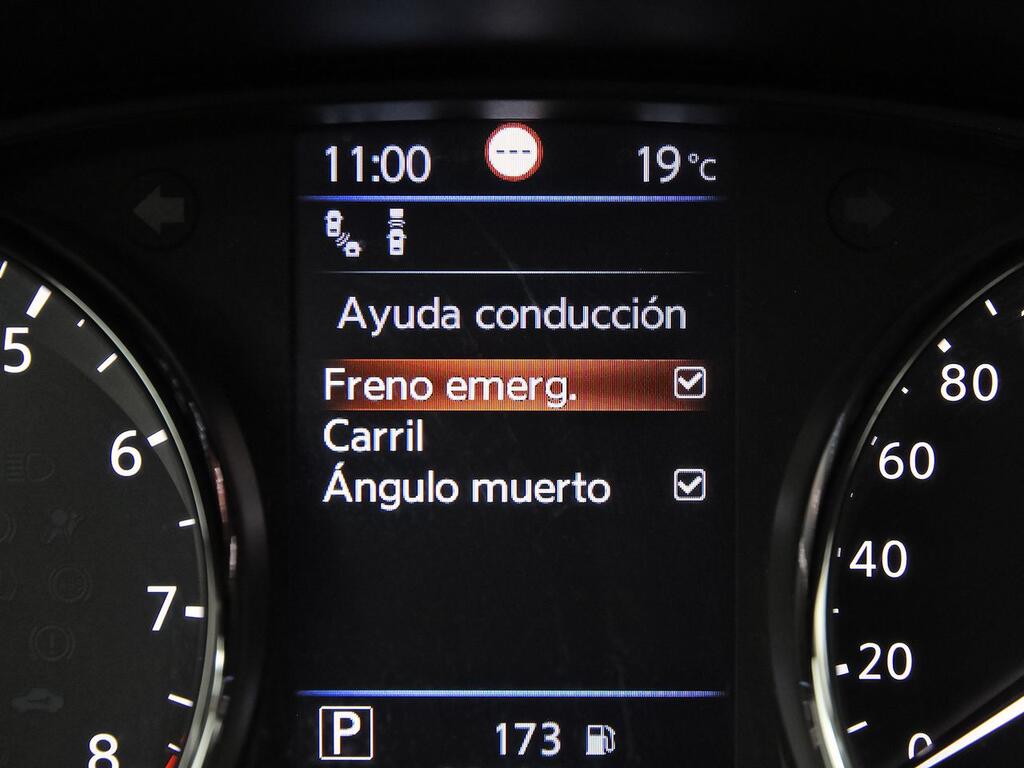 11:00 --- 19 °C
Ayuda conducción
Freno emerg.
Carril
Ángulo muerto
P 173
5
6
7
8
80
60
40
20
0